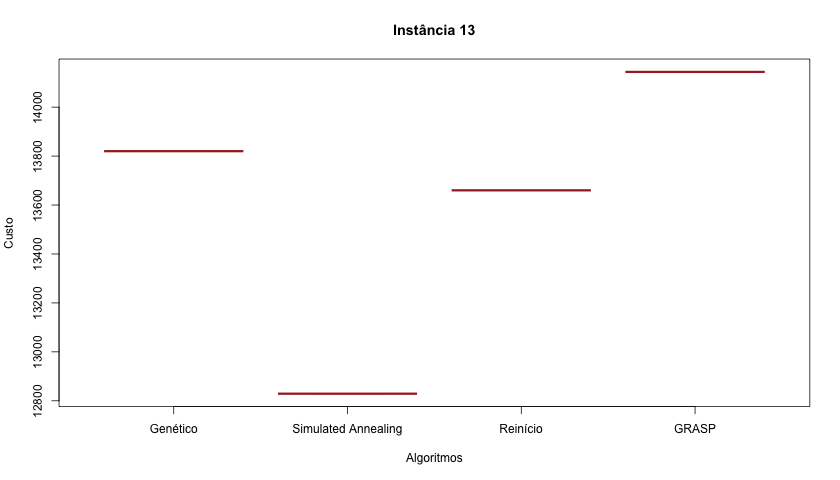 Instância 13
Custo
14000
13800
13600
13400
13200
13000
12800
Genético
Simulated Annealing
Reinício
GRASP
Algoritmos